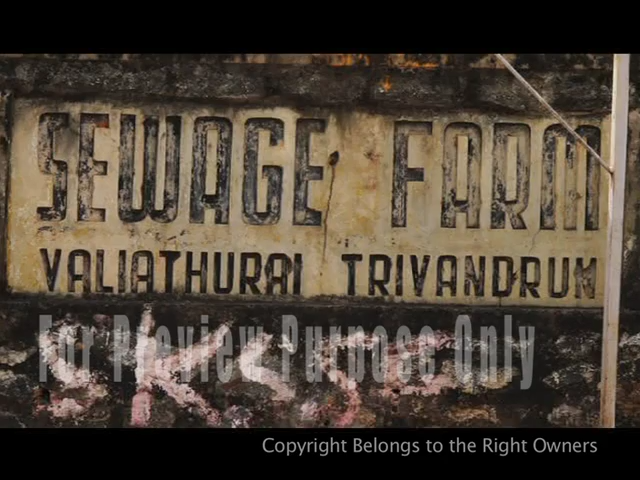 SEWAGE FARM
VALIATHURAI TRIVANDRUM
For Preview Purpose Only
Copyright Belongs to the Right Owners